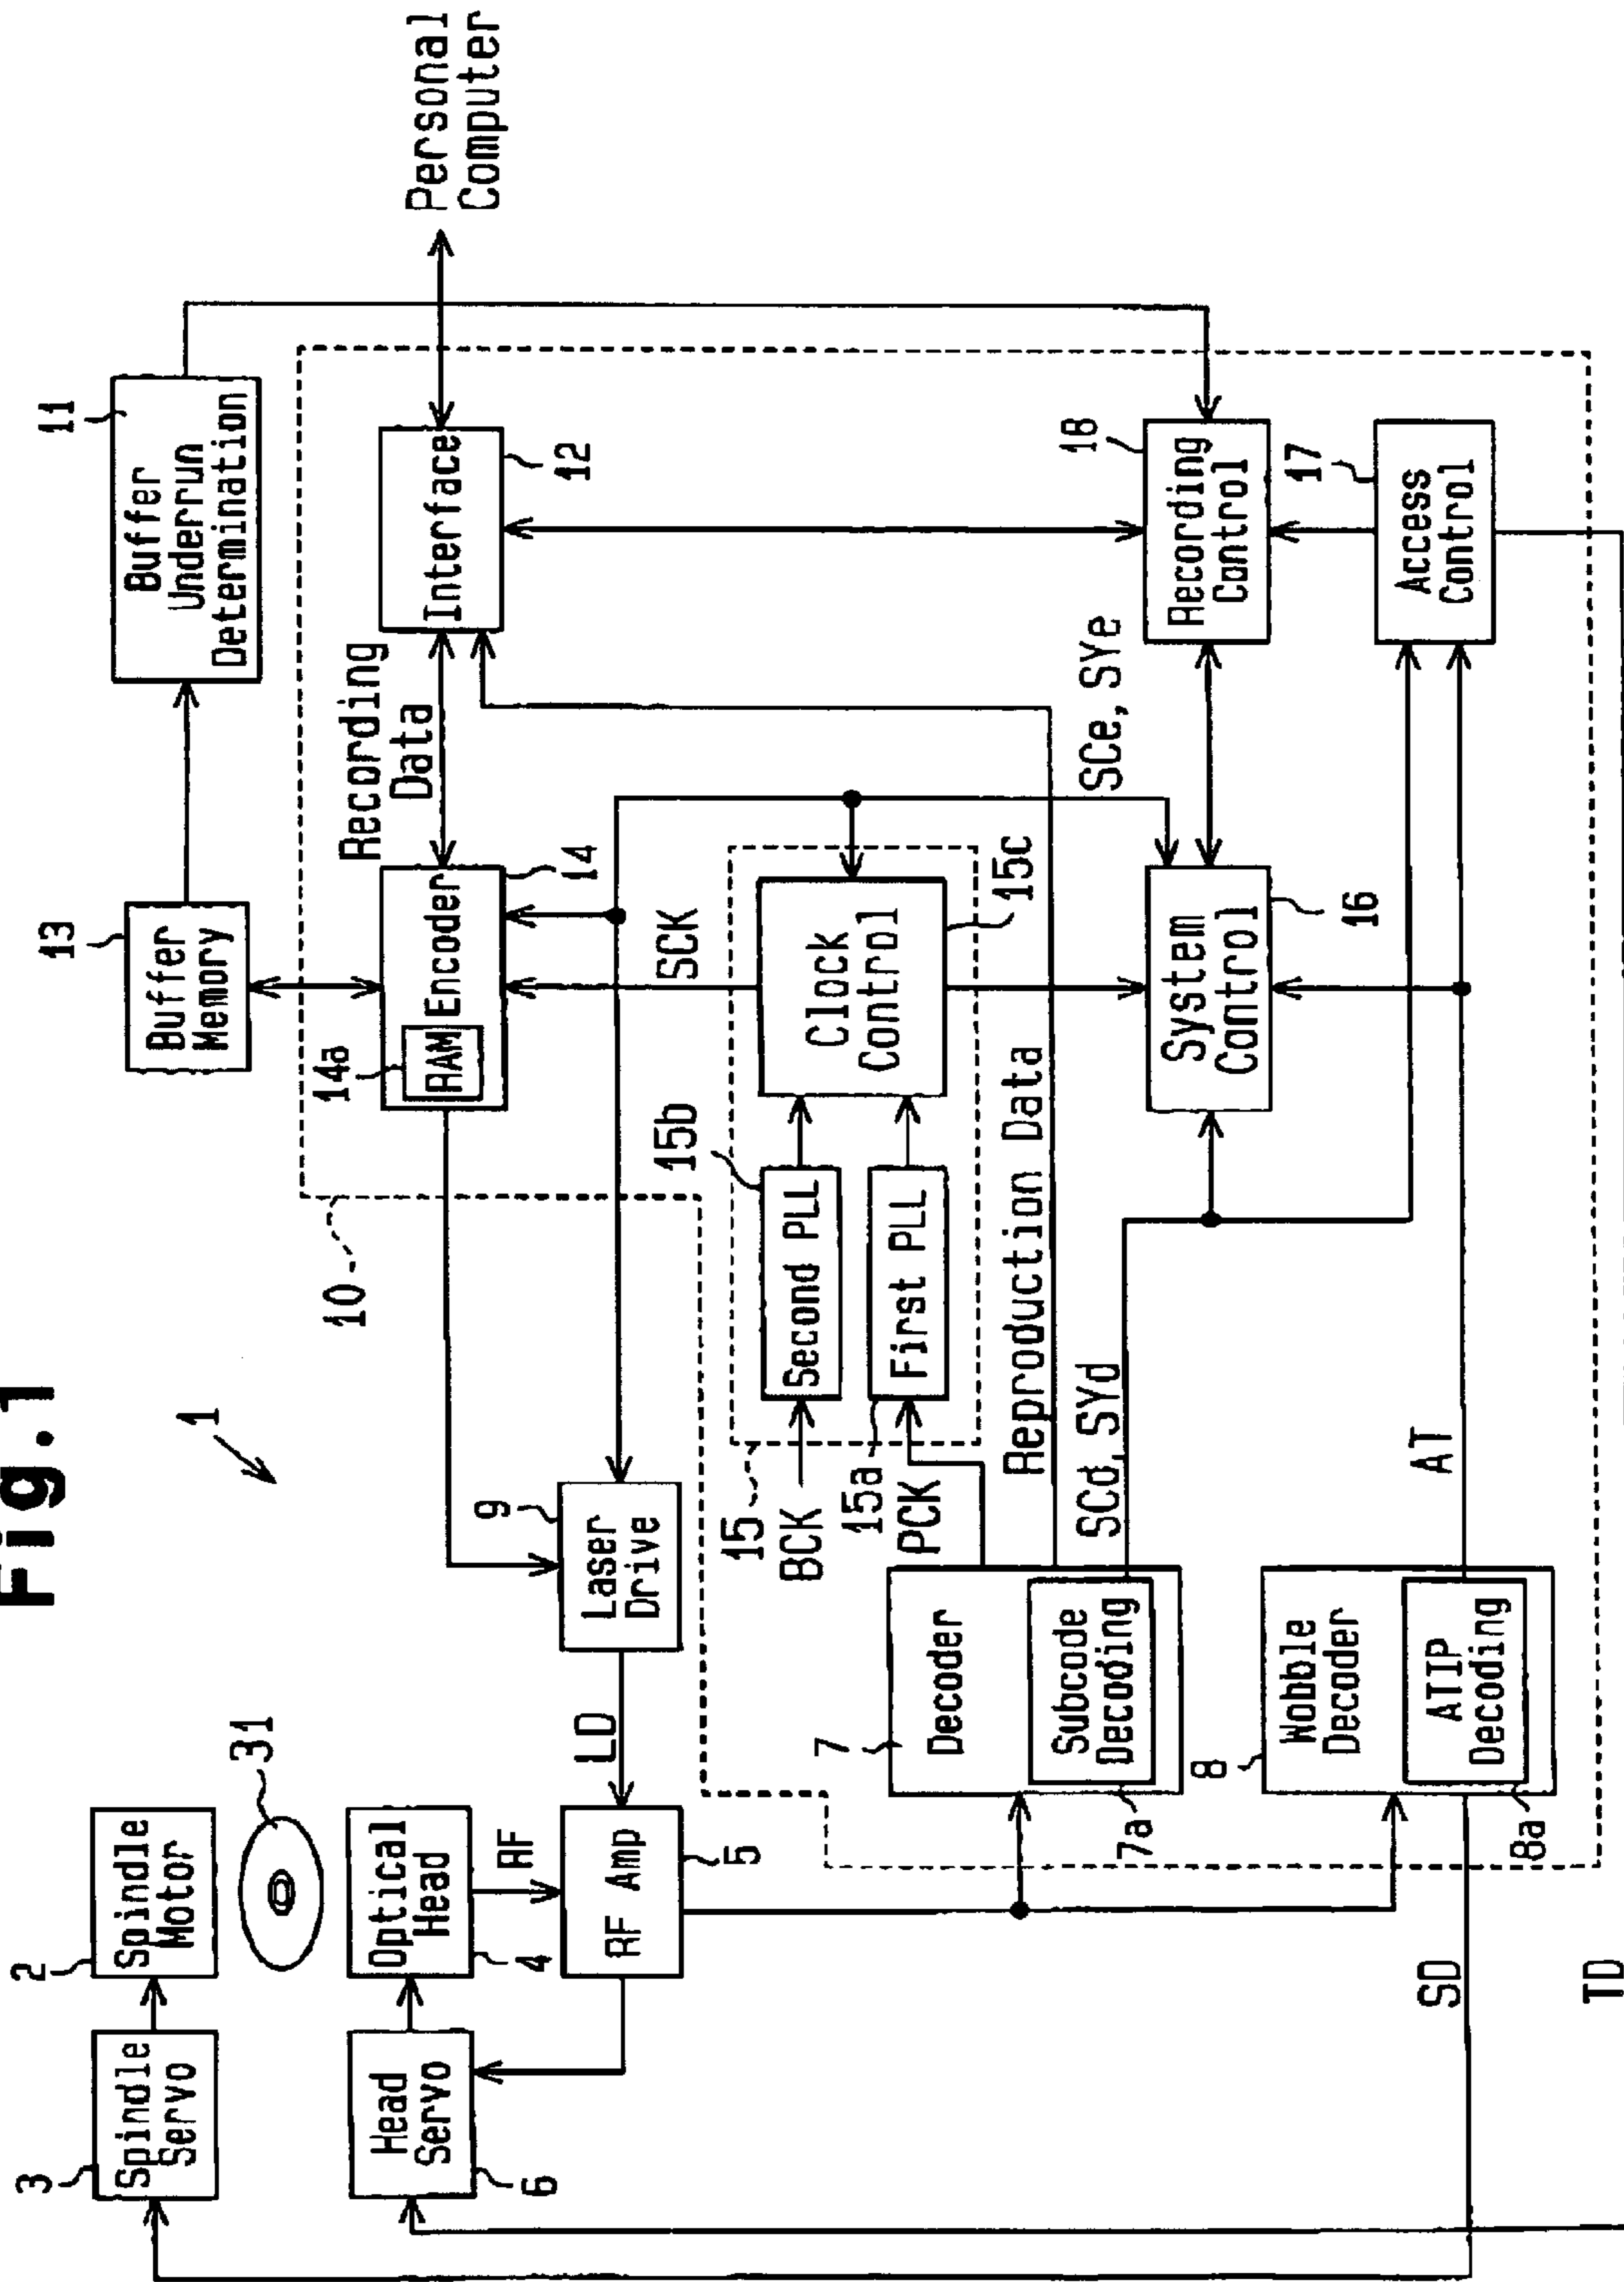 Fig.1
1
3
Spindle
Servo
2
Spindle
Motor
31
6
Head
Servo
4
Optical
Head
RF
5
RF Amp
LD
9
Laser
Drive
13
Buffer
Memory
11
Buffer
Underrun
Determination
10
14a
RAM
Encoder
14
Recording
Data
Interface
12
Personal
Computer
15
BCK
15b
Second PLL
15a
PCK
First PLL
Clock
Control
15c
SCK
7
Decoder
Subcode
Decoding
7a
Reproduction Data
SCd, SYd
System
Control
16
SCe, SYe
Recording
Control
18
8
Wobble
Decoder
ATIP
Decoding
8a
AT
Access
Control
17
SD
TD